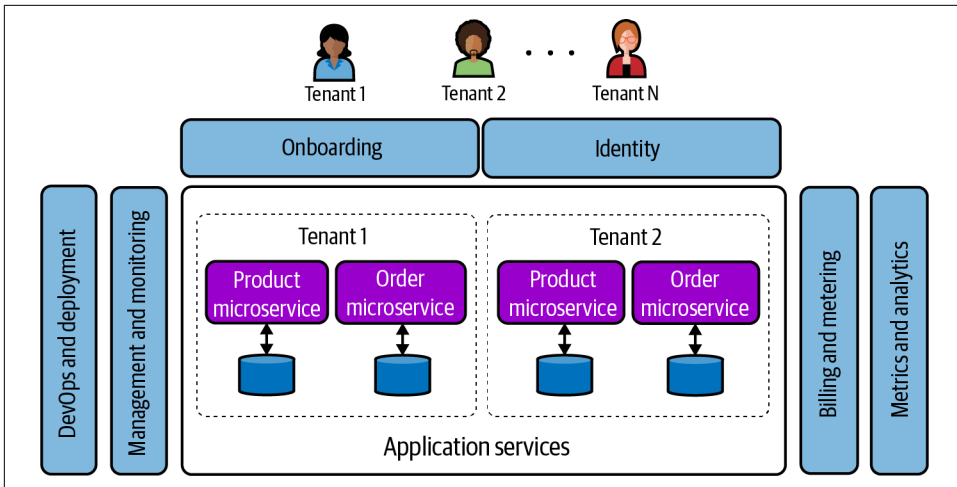 Tenant 1
Tenant 2
Tenant N
Onboarding
Identity
DevOps and deployment
Management and monitoring
Tenant 1
Product
microservice
Order
microservice
Tenant 2
Product
microservice
Order
microservice
Application services
Billing and metering
Metrics and analytics